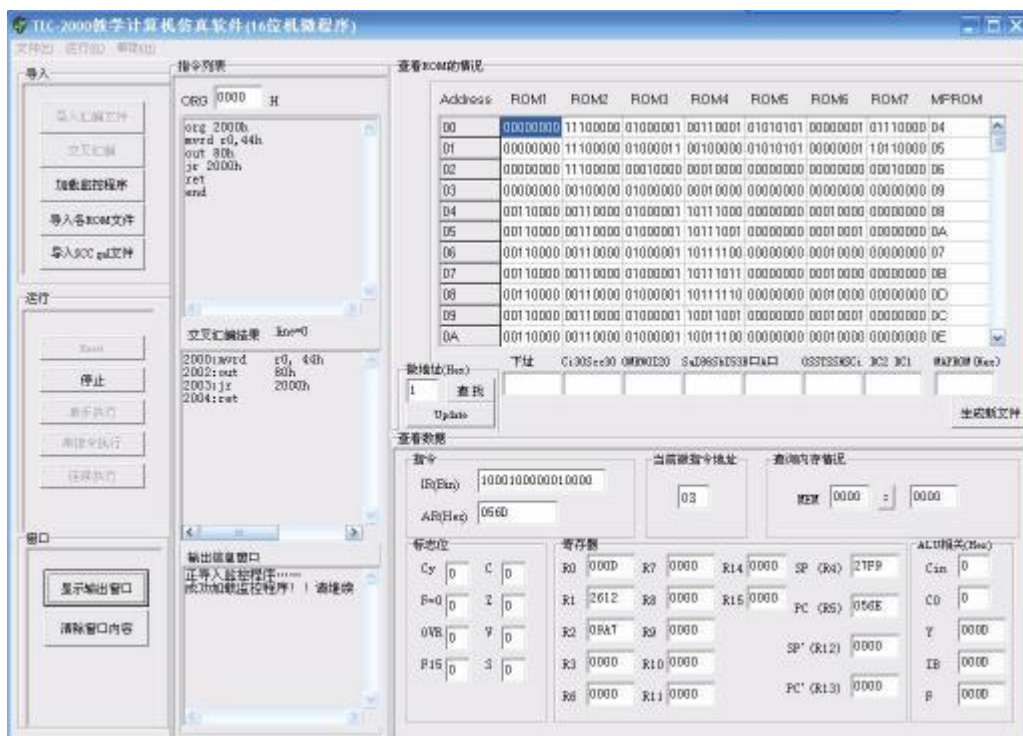 TEC-2000教学计算机仿真软件(16位机微程序)
文件(F) 运行(R) 帮助(H)
导入
导入汇编文件
交叉汇编
加载监控程序
导入各ROM文件
导入SCC gal文件
运行
Reset
停止
单步执行
单指令执行
连续执行
窗口
显示输出窗口
清除窗口内容
指令列表
ORG 0000 H
org 2000h
mvrd r0,44h
out 80h
jr 2000h
ret
end
交叉汇编结果 line=0
2000:mvrd r0, 44h
2002:out 80h
2003:jr 2000h
2004:ret
输出信息窗口
正导入监控程序……
成功加载监控程序!!请继续
查看ROM的情况
Address ROM1 ROM2 ROM3 ROM4 ROM5 ROM6 ROM7 MPROM
00 00000000 11100000 01000001 00110001 01010101 00000001 01110000 04
01 00000000 11100000 01000011 00100000 01010101 00000001 10110000 05
02 00000000 11100000 00010000 00010000 00000000 00000000 00010000 06
03 00000000 00100000 01000000 00010000 00000000 00000000 00000000 09
04 00110000 00110000 01000001 10111000 00000000 00010000 00000000 08
05 00110000 00110000 01000001 10111001 00000000 00010000 00000000 0A
06 00110000 00110000 01000001 10111100 00000000 00010000 00000000 07
07 00110000 00110000 01000001 10111011 00000000 00010000 00000000 0B
08 00110000 00110000 01000001 10111110 00000000 00010000 00000000 0D
09 00110000 00110000 01000001 10011001 00000000 00010000 00000000 0C
0A 00110000 00110000 01000001 10011100 00000000 00010000 00000000 0E
微地址(Hex)
1 查找
Update
下址 DC2 DC1 MAPROM(Hex)
生成新文件
查看数据
指令
IR(Bin) 1000100000010000
AR(Hex) 056D
当前微指令地址
03
查询内存情况
MEM 0000 : 0000
标志位
Cy 0 C 0
F=0 0 Z 0
OVR 0 V 0
F15 0 S 0
寄存器
R0 000D R7 0000 R14 0000 SP (R4) 27F9
R1 2612 R8 0000 R15 0000 PC (R5) 056E
R2 09A7 R9 0000 SP' (R12) 0000
R3 0000 R10 0000 PC' (R13) 0000
R6 0000 R11 0000
ALU相关(Hex)
Cin 0
C0 0
Y 000D
IB 000D
F 000D